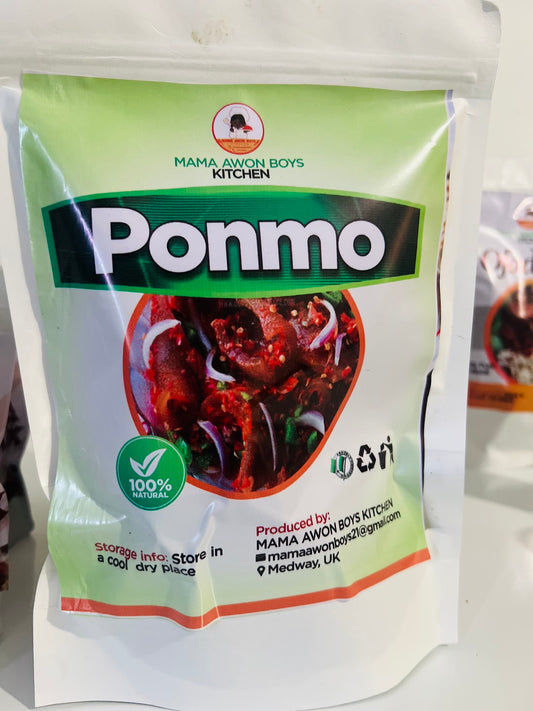 MAMA AWON BOYS
KITCHEN
Ponmo
100%
NATURAL
Storage info: Store in
a cool dry place
Produced by:
MAMA AWON BOYS KITCHEN
mamaawonboys21@gmail.com
Medway, UK